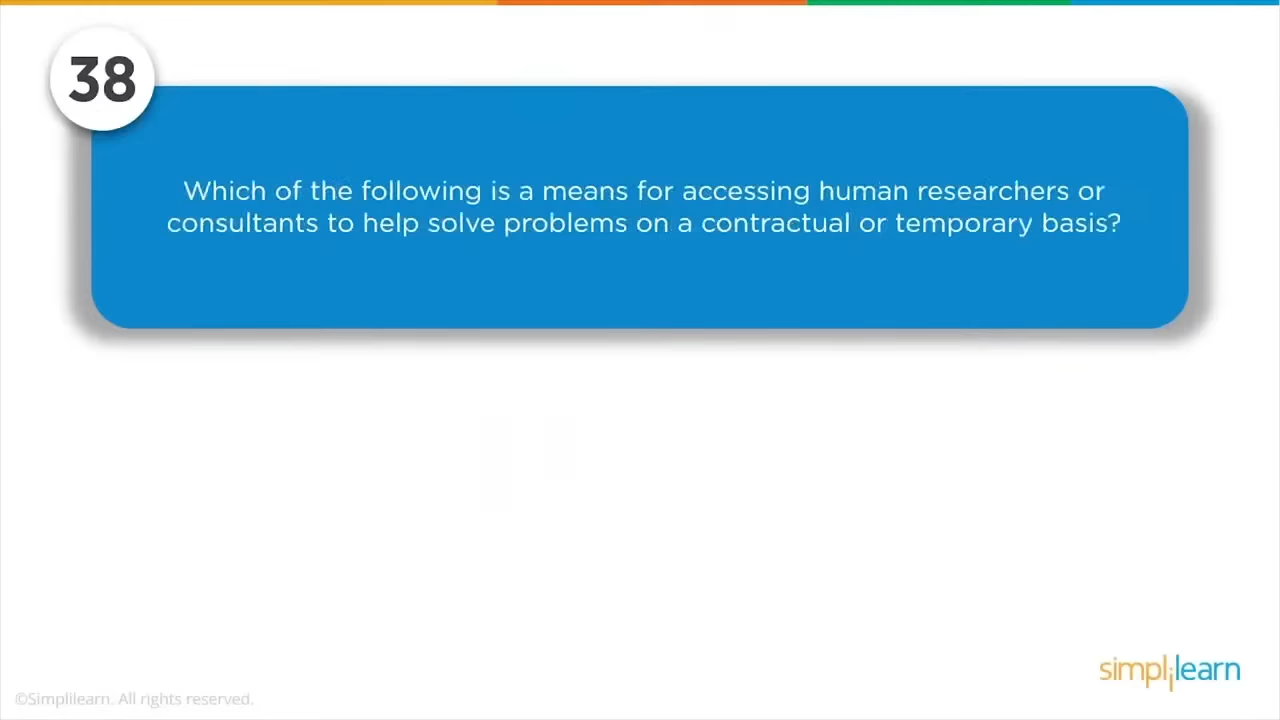 38
Which of the following is a means for accessing human researchers or
consultants to help solve problems on a contractual or temporary basis?
simplilearn
©Simplilearn. All rights reserved.